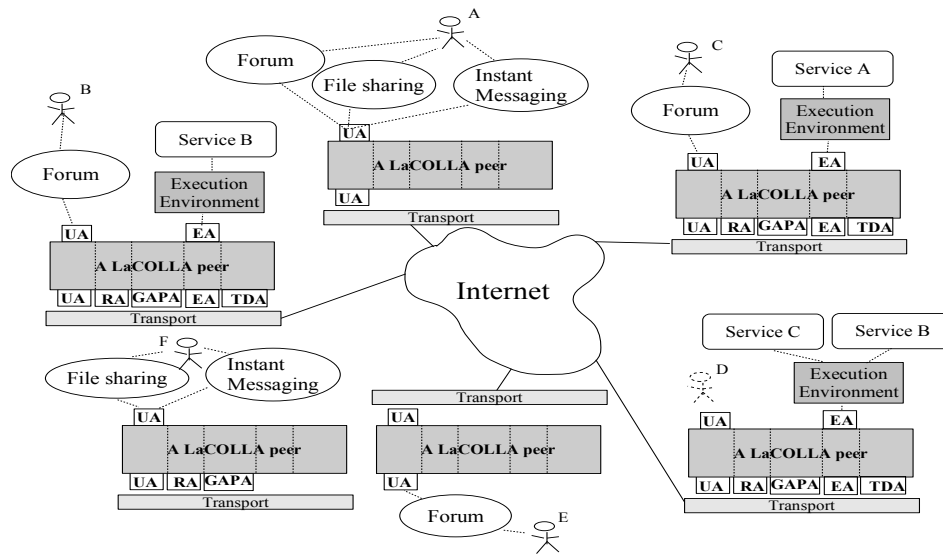 A
Forum
File sharing
Instant
Messaging
UA
A LaCOLLA peer
UA
Transport
B
Forum
Service B
Execution
Environment
UA
EA
A LaCOLLA peer
UA RA GAPA EA TDA
Transport
C
Forum
Service A
Execution
Environment
UA
EA
A LaCOLLA peer
UA RA GAPA EA TDA
Transport
Internet
F
File sharing
Instant
Messaging
UA
A LaCOLLA peer
UA RA GAPA
Transport
Transport
UA
A LaCOLLA peer
UA
Forum
E
Service C
Service B
D
Execution
Environment
UA
EA
A LaCOLLA peer
UA RA GAPA EA TDA
Transport